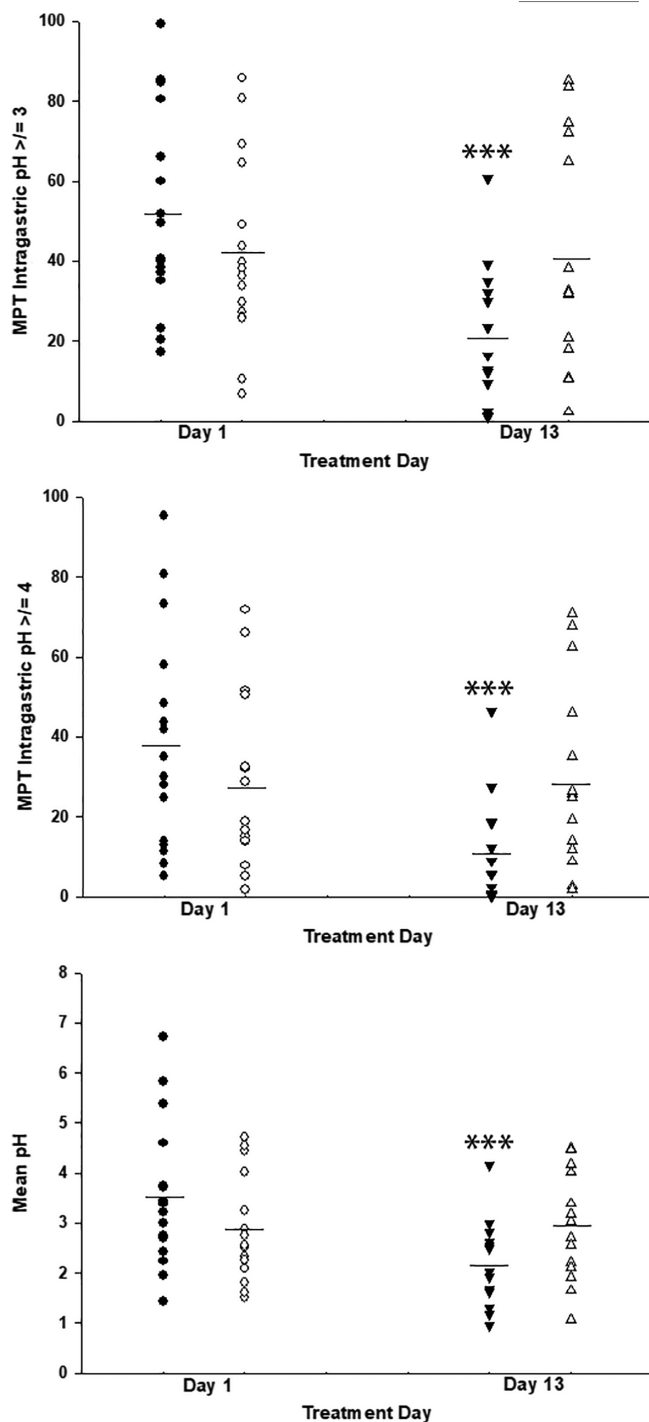 100
80
60
40
20
0
MPT Intragastric pH >/= 3
***
Day 1
Day 13
Treatment Day
100
80
60
40
20
0
MPT Intragastric pH >/= 4
***
Day 1
Day 13
Treatment Day
8
7
6
5
4
3
2
1
0
Mean pH
***
Day 1
Day 13
Treatment Day